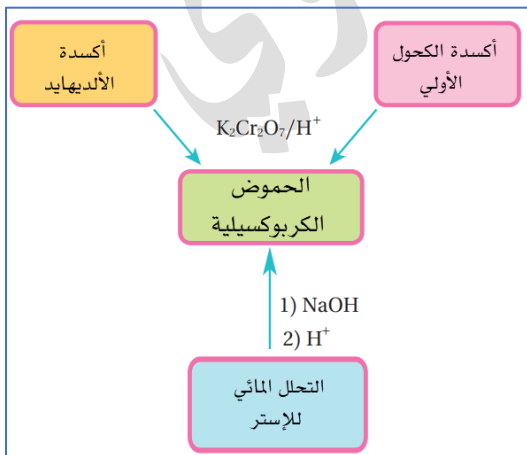 أكسدة الكحول
الأولي
أكسدة
الألديهايد
K₂Cr₂O₇/H⁺
الحموض
الكربوكسيلية
1) NaOH
2) H⁺
التحلل المائي
للإستر